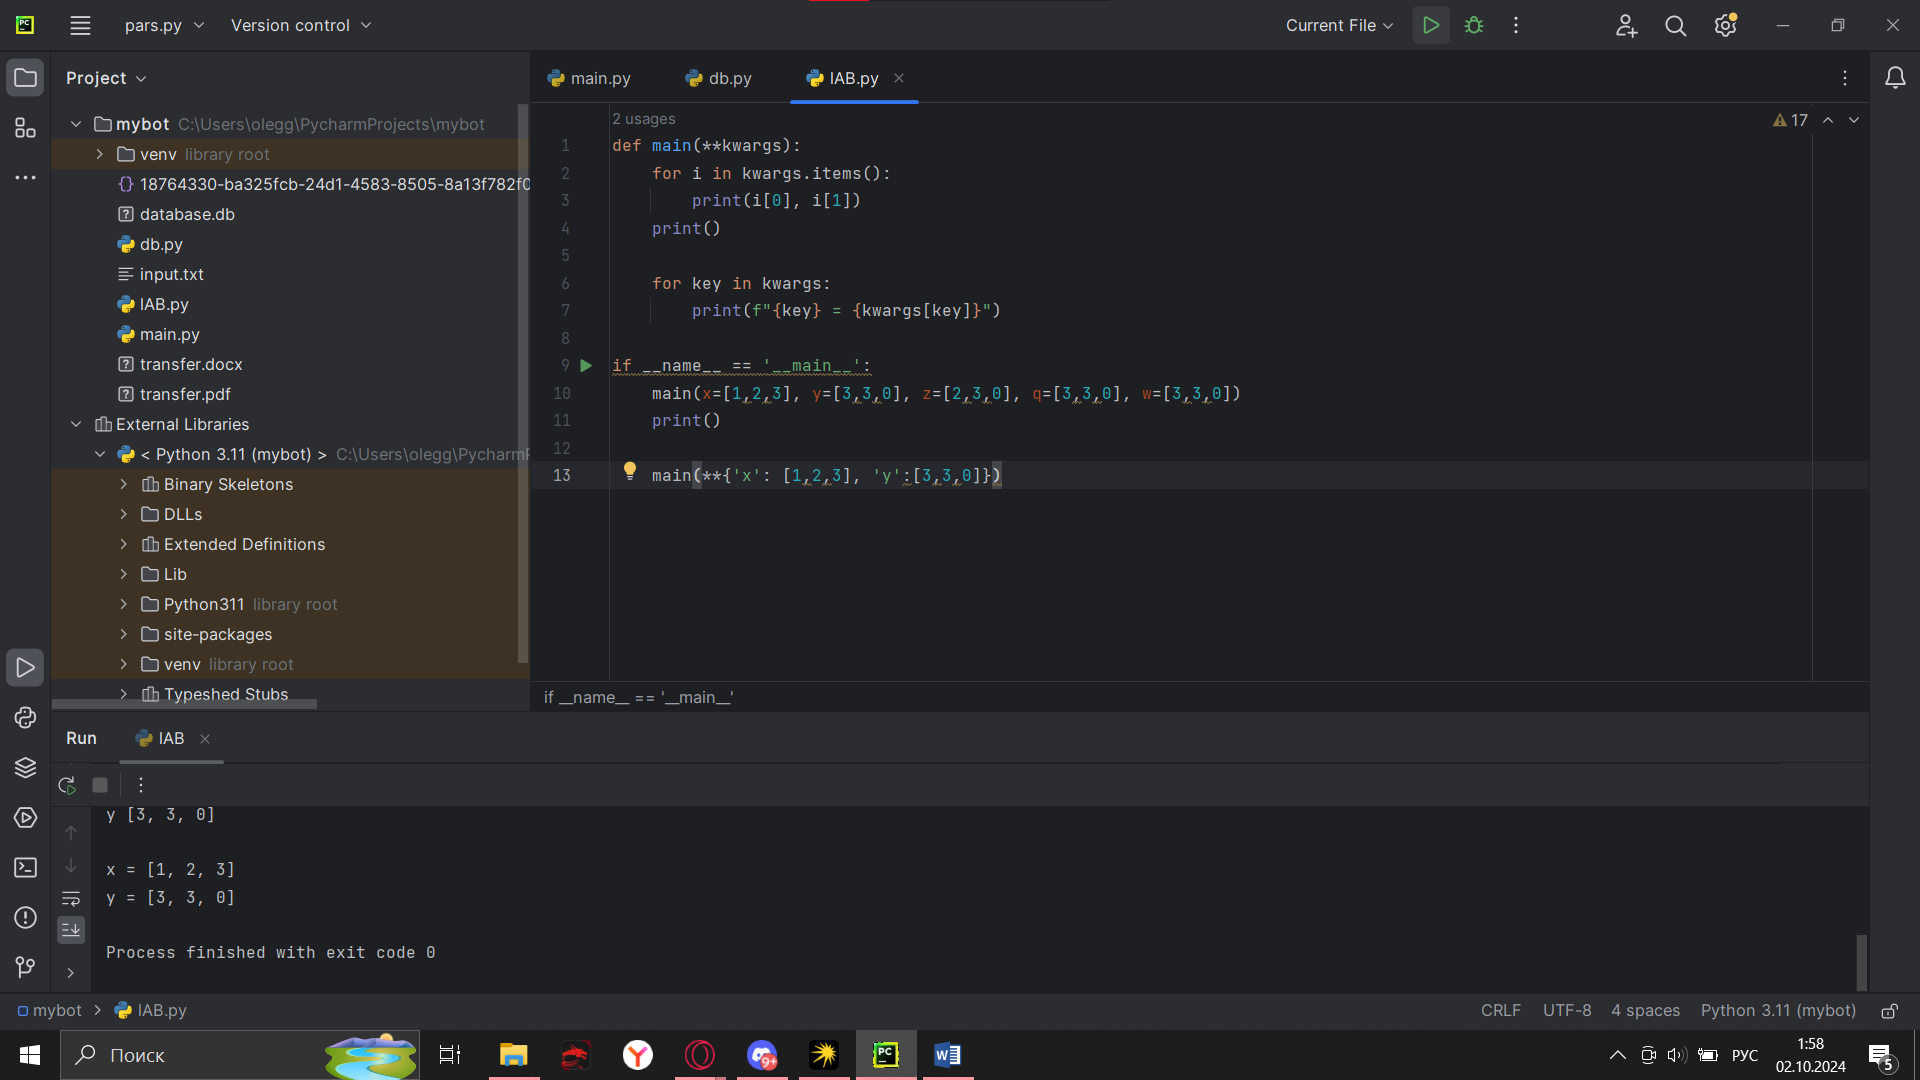 pars.py
Version control
Current File
Project
mybot C:\Users\olegg\PycharmProjects\mybot
venv library root
18764330-ba325fcb-24d1-4583-8505-8a13f782f0
database.db
db.py
input.txt
IAB.py
main.py
transfer.docx
transfer.pdf
External Libraries
< Python 3.11 (mybot) > C:\Users\olegg\PycharmP
Binary Skeletons
DLLs
Extended Definitions
Lib
Python311 library root
site-packages
venv library root
Typeshed Stubs
main.py
db.py
IAB.py
2 usages
17
1 def main(**kwargs):
2 for i in kwargs.items():
3 print(i[0], i[1])
4 print()
5
6 for key in kwargs:
7 print(f"{key} = {kwargs[key]}")
8
9 if __name__ == '__main__':
10 main(x=[1,2,3], y=[3,3,0], z=[2,3,0], q=[3,3,0], w=[3,3,0])
11 print()
12
13 main(**{'x': [1,2,3], 'y':[3,3,0]})
if __name__ == '__main__'
Run
IAB
y [3, 3, 0]
x = [1, 2, 3]
y = [3, 3, 0]
Process finished with exit code 0
mybot > IAB.py
CRLF UTF-8 4 spaces Python 3.11 (mybot)
Поиск
9+
PC
W
РУС
1:58
02.10.2024
5